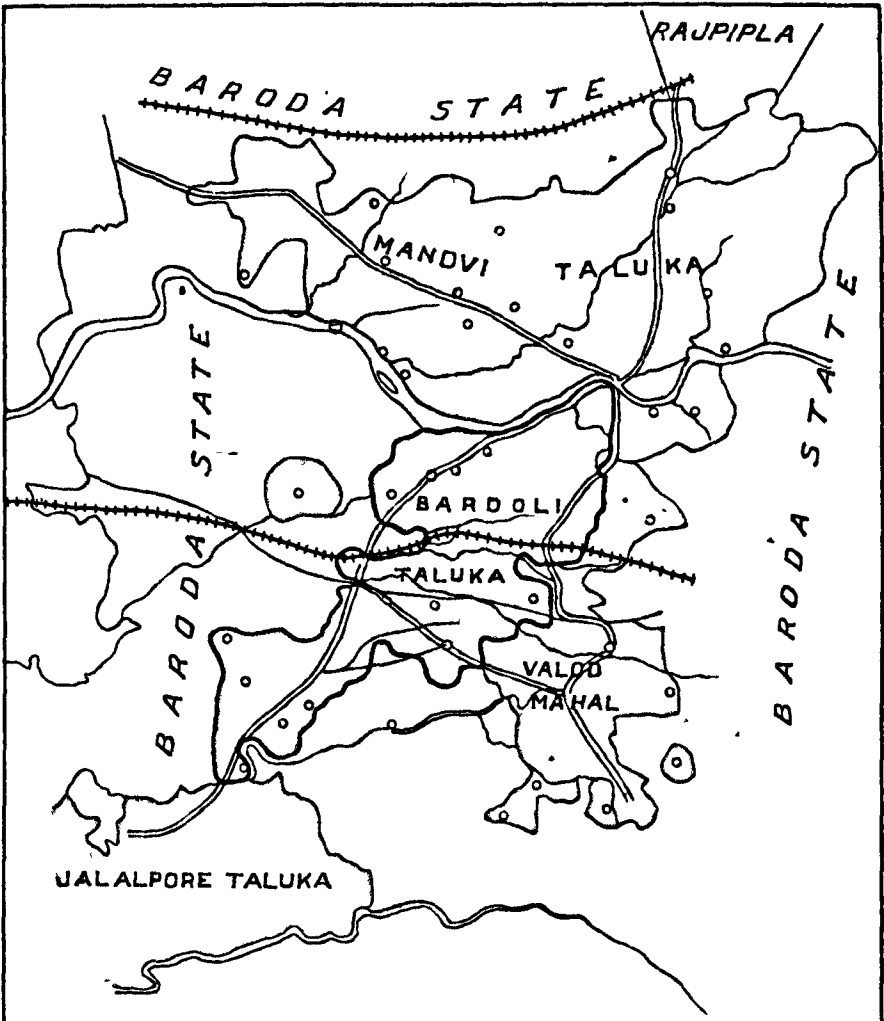 RAJPIPLA
BARODA STATE
MANDVI TALUKA
BARODA STATE
BARODA STATE
BARDOLI
TALUKA
VALOD
MAHAL
JALALPORE TALUKA